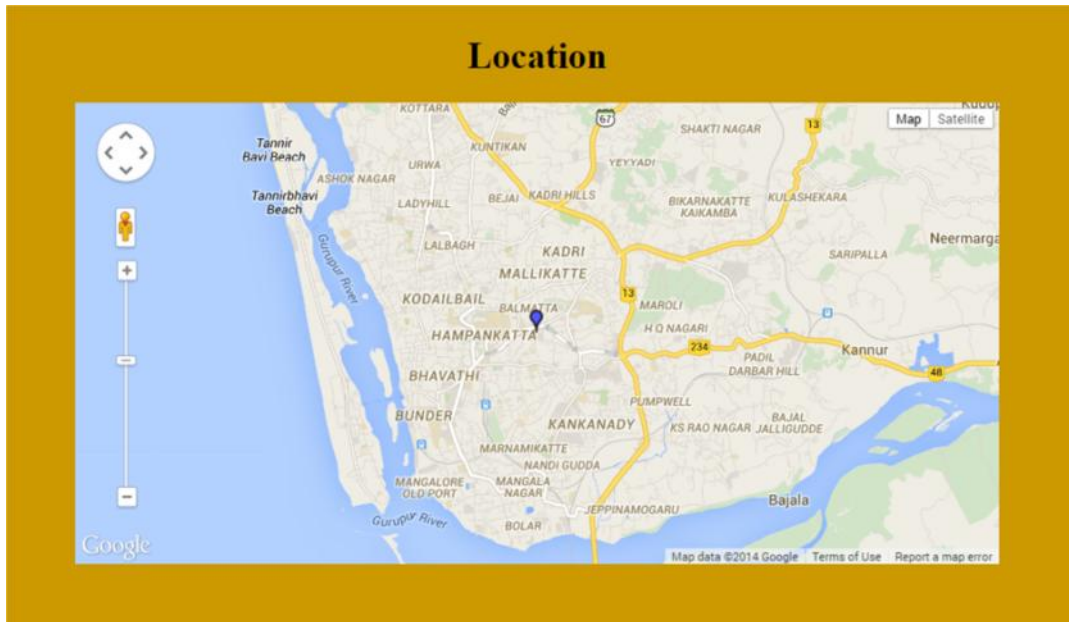 Location
KOTTARA
67
Kudup
Map
Satellite
SHAKTI NAGAR
13
Tannir
Bavi Beach
KUNTIKAN
URWA
YEYYADI
ASHOK NAGAR
BEJAI
KADRI HILLS
BIKARNAKATTE
KAIKAMBA
KULASHEKARA
Tannirbhavi
Beach
LADYHILL
LALBAGH
Gurupur River
KADRI
Neermarga
SARIPALLA
MALLIKATTE
13
KODAILBAIL
BALMATTA
MAROLI
HAMPANKATTA
H O NAGARI
234
PADIL
DARBAR HILL
Kannur
48
BHAVATHI
PUMPWELL
BUNDER
KANKANADY
KS RAO NAGAR
BAJAL
JALLIGUDDE
MARNAMIKATTE
NANDI GUDDA
MANGALORE
OLD PORT
MANGALA
NAGAR
JEPPINAMOGARU
Bajala
Gurupur River
BOLAR
Google
Map data ©2014 Google
Terms of Use
Report a map error